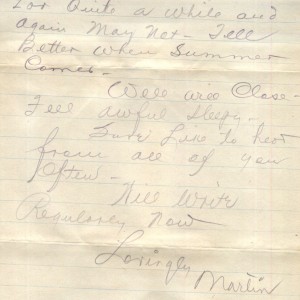 For Quite a while and
Again May Not - Tell
Better When Summer
Comes -
Well will Close -
Feel awful Sleepy -
Sure Like to hear
from all of you
Often -
Will Write
Regularly Now
Lovingly
Martin